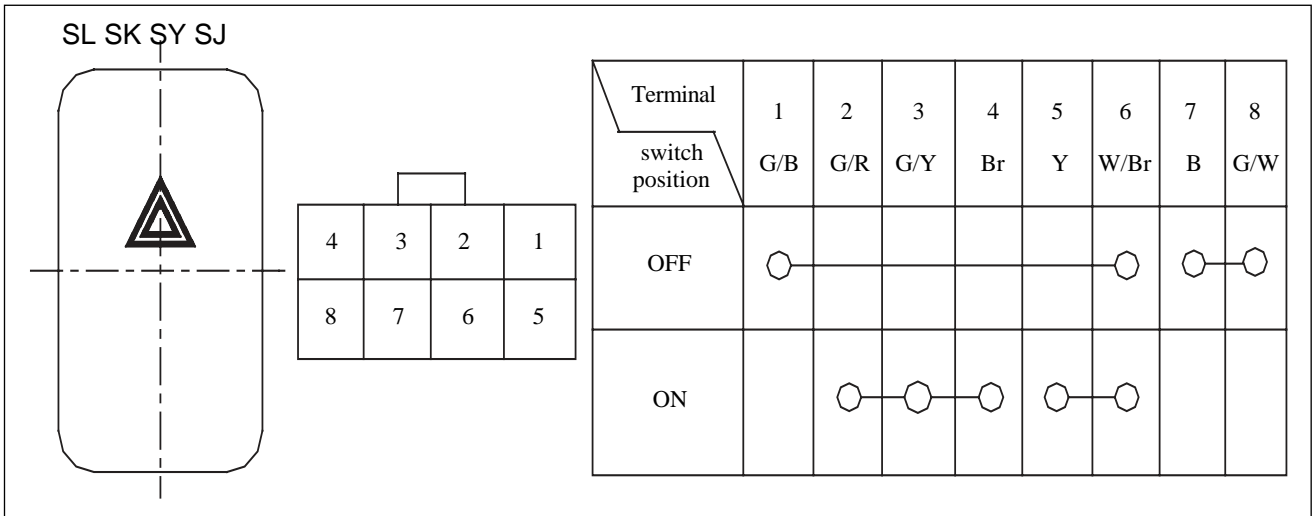 SL SK SY SJ
4 3 2 1
8 7 6 5
Terminal
switch
position
1 2 3 4 5 6 7 8
G/B G/R G/Y Br Y W/Br B G/W
OFF
ON